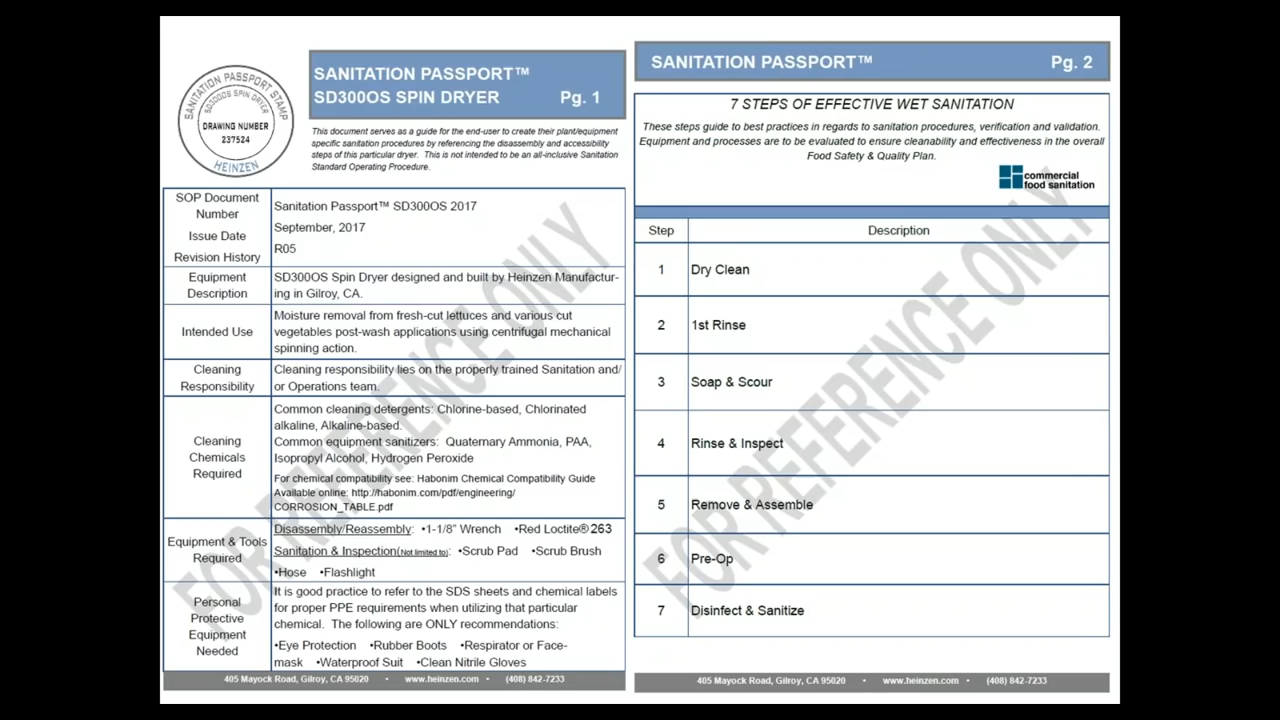 SANITATION PASSPORT STAMP
SD300OS SPIN DRYER
DRAWING NUMBER
237524
HEINZEN
SANITATION PASSPORT™
SD300OS SPIN DRYER Pg. 1
This document serves as a guide for the end-user to create their plant/equipment
specific sanitation procedures by referencing the disassembly and accessibility
steps of this particular dryer. This is not intended to be an all-inclusive Sanitation
Standard Operating Procedure.
SOP Document
Number
Sanitation Passport™ SD300OS 2017
Issue Date
September, 2017
Revision History
R05
Equipment
Description
SD300OS Spin Dryer designed and built by Heinzen Manufactur-
ing in Gilroy, CA.
Intended Use
Moisture removal from fresh-cut lettuces and various cut
vegetables post-wash applications using centrifugal mechanical
spinning action.
Cleaning
Responsibility
Cleaning responsibility lies on the properly trained Sanitation and/
or Operations team.
Cleaning
Chemicals
Required
Common cleaning detergents: Chlorine-based, Chlorinated
alkaline, Alkaline-based.
Common equipment sanitizers: Quaternary Ammonia, PAA,
Isopropyl Alcohol, Hydrogen Peroxide
For chemical compatibility see: Habonim Chemical Compatibility Guide
Available online: http://habonim.com/pdf/engineering/
CORROSION_TABLE.pdf
Equipment & Tools
Required
Disassembly/Reassembly: •1-1/8” Wrench •Red Loctite® 263
Sanitation & Inspection(Not limited to): •Scrub Pad •Scrub Brush
•Hose •Flashlight
Personal
Protective
Equipment
Needed
It is good practice to refer to the SDS sheets and chemical labels
for proper PPE requirements when utilizing that particular
chemical. The following are ONLY recommendations:
•Eye Protection •Rubber Boots •Respirator or Face-
mask •Waterproof Suit •Clean Nitrile Gloves
405 Mayock Road, Gilroy, CA 95020 • www.heinzen.com • (408) 842-7233
FOR REFERENCE ONLY
SANITATION PASSPORT™ Pg. 2
7 STEPS OF EFFECTIVE WET SANITATION
These steps guide to best practices in regards to sanitation procedures, verification and validation.
Equipment and processes are to be evaluated to ensure cleanability and effectiveness in the overall
Food Safety & Quality Plan.
commercial
food sanitation
Step Description
1 Dry Clean
2 1st Rinse
3 Soap & Scour
4 Rinse & Inspect
5 Remove & Assemble
6 Pre-Op
7 Disinfect & Sanitize
405 Mayock Road, Gilroy, CA 95020 • www.heinzen.com • (408) 842-7233
FOR REFERENCE ONLY